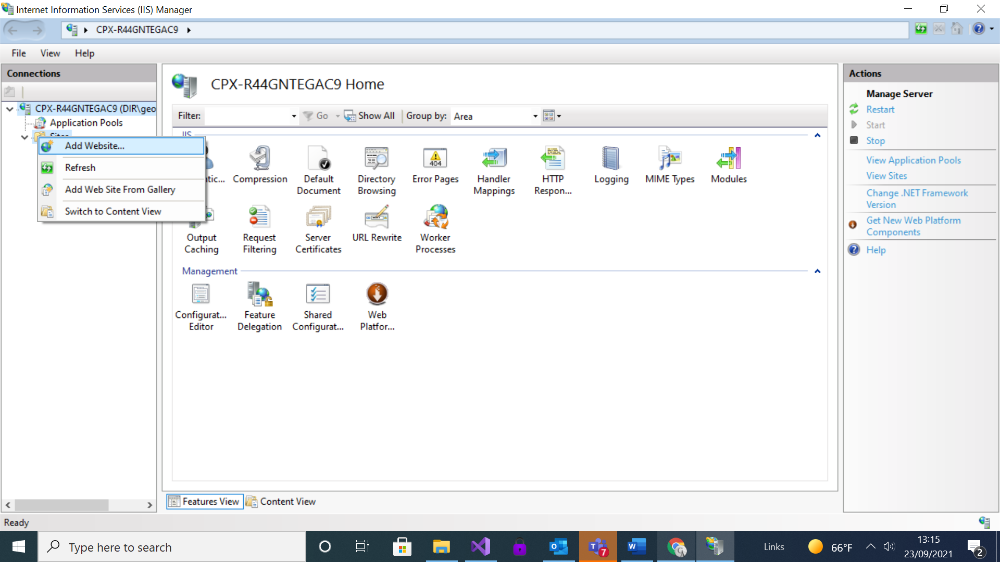 Internet Information Services (IIS) Manager
CPX-R44GNTEGAC9
File View Help
Connections
CPX-R44GNTEGAC9 (DIR\geo
Application Pools
Sites
Add Website...
Refresh
Add Web Site From Gallery
Switch to Content View
CPX-R44GNTEGAC9 Home
Filter: Go Show All Group by: Area
IIS
ntic... Compression Default Document Directory Browsing Error Pages Handler Mappings HTTP Respon... Logging MIME Types Modules
Output Caching Request Filtering Server Certificates URL Rewrite Worker Processes
Management
Configurat... Editor Feature Delegation Shared Configurat... Web Platfor...
Features View Content View
Actions
Manage Server
Restart
Start
Stop
View Application Pools
View Sites
Change .NET Framework
Version
Get New Web Platform
Components
Help
Ready
Type here to search
Links 66°F 13:15
23/09/2021
404
7
2